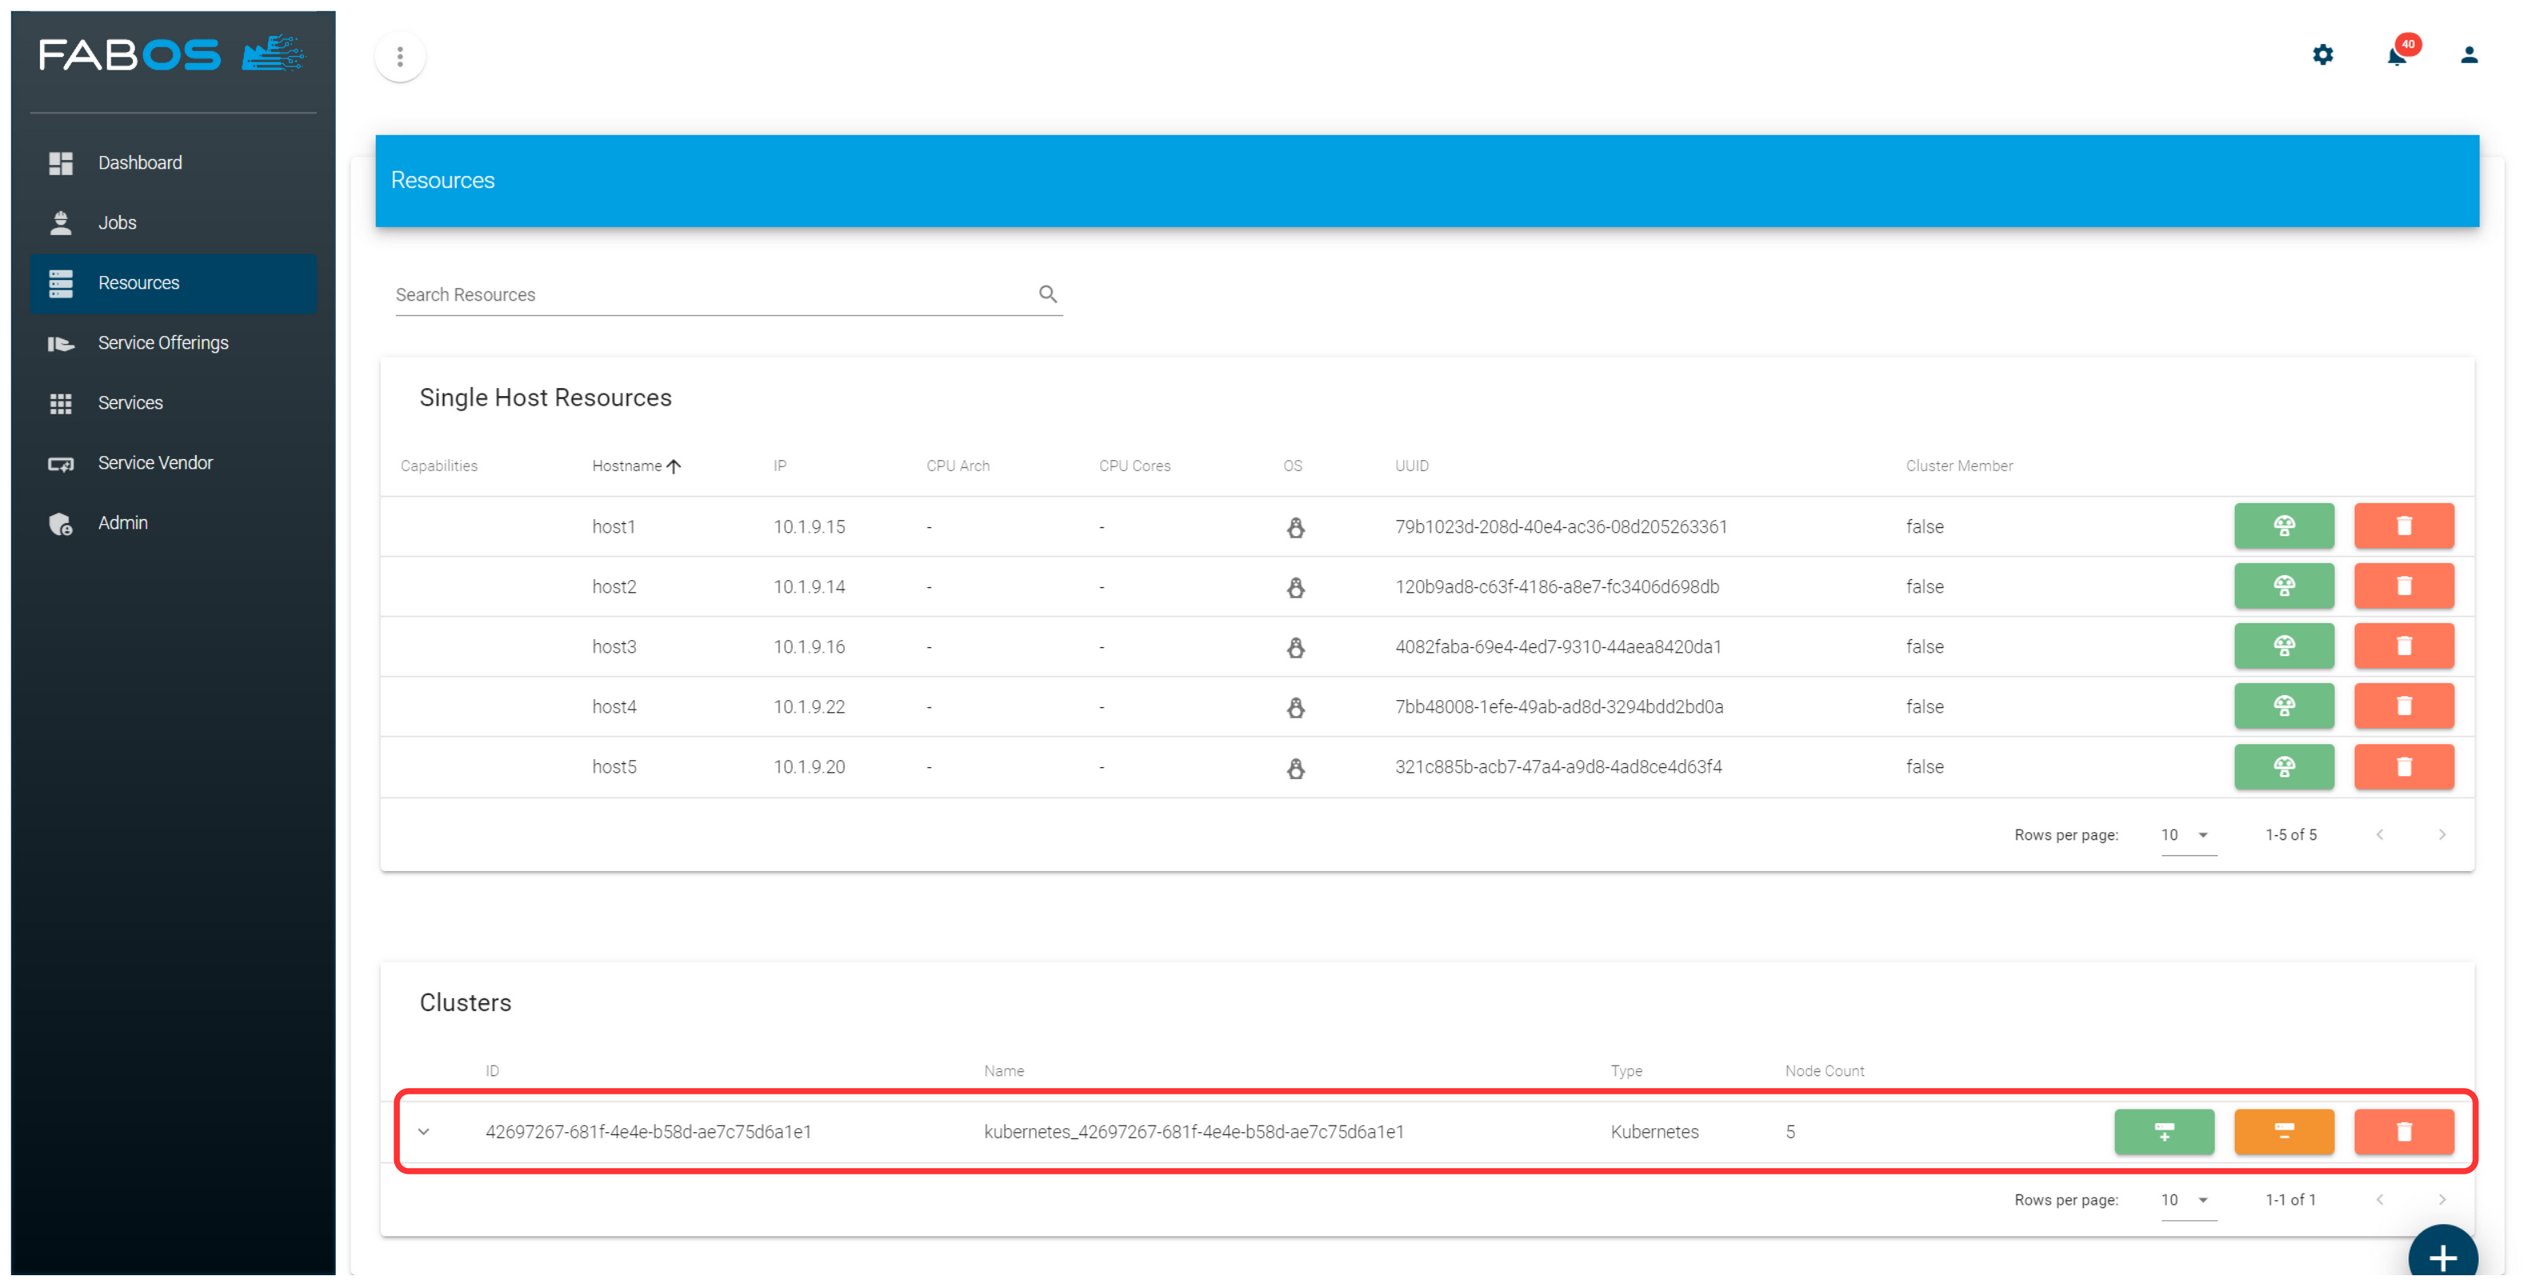 FABOS
40
Dashboard
Jobs
Resources
Service Offerings
Services
Service Vendor
Admin
Resources
Search Resources
Single Host Resources
Capabilities Hostname IP CPU Arch CPU Cores OS UUID Cluster Member
host1 10.1.9.15 - - 79b1023d-208d-40e4-ac36-08d205263361 false
host2 10.1.9.14 - - 120b9ad8-c63f-4186-a8e7-fc3406d698db false
host3 10.1.9.16 - - 4082faba-69e4-4ed7-9310-44aea8420da1 false
host4 10.1.9.22 - - 7bb48008-1efe-49ab-ad8d-3294bdd2bd0a false
host5 10.1.9.20 - - 321c885b-acb7-47a4-a9d8-4ad8ce4d63f4 false
Rows per page: 10 1-5 of 5
Clusters
ID Name Type Node Count
42697267-681f-4e4e-b58d-ae7c75d6a1e1 kubernetes_42697267-681f-4e4e-b58d-ae7c75d6a1e1 Kubernetes 5
Rows per page: 10 1-1 of 1